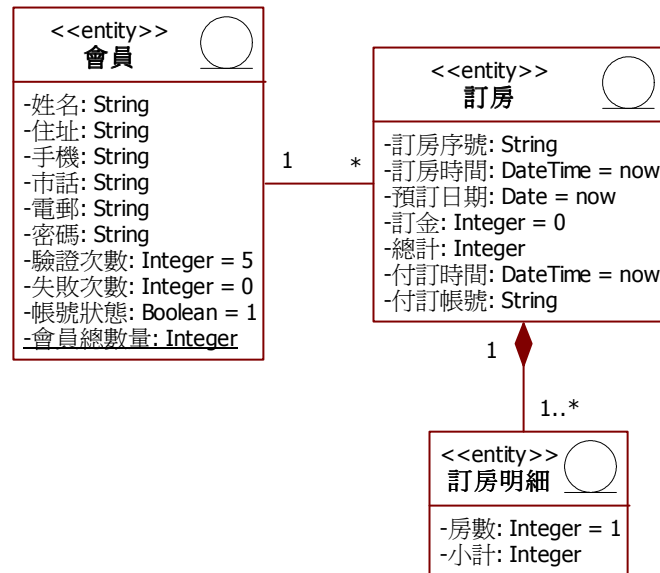 <<entity>>
會員
-姓名: String
-住址: String
-手機: String
-市話: String
-電郵: String
-密碼: String
-驗證次數: Integer = 5
-失敗次數: Integer = 0
-帳號狀態: Boolean = 1
-會員總數量: Integer
1
*
<<entity>>
訂房
-訂房序號: String
-訂房時間: DateTime = now
-預訂日期: Date = now
-訂金: Integer = 0
-總計: Integer
-付訂時間: DateTime = now
-付訂帳號: String
1
1..*
<<entity>>
訂房明細
-房數: Integer = 1
-小計: Integer